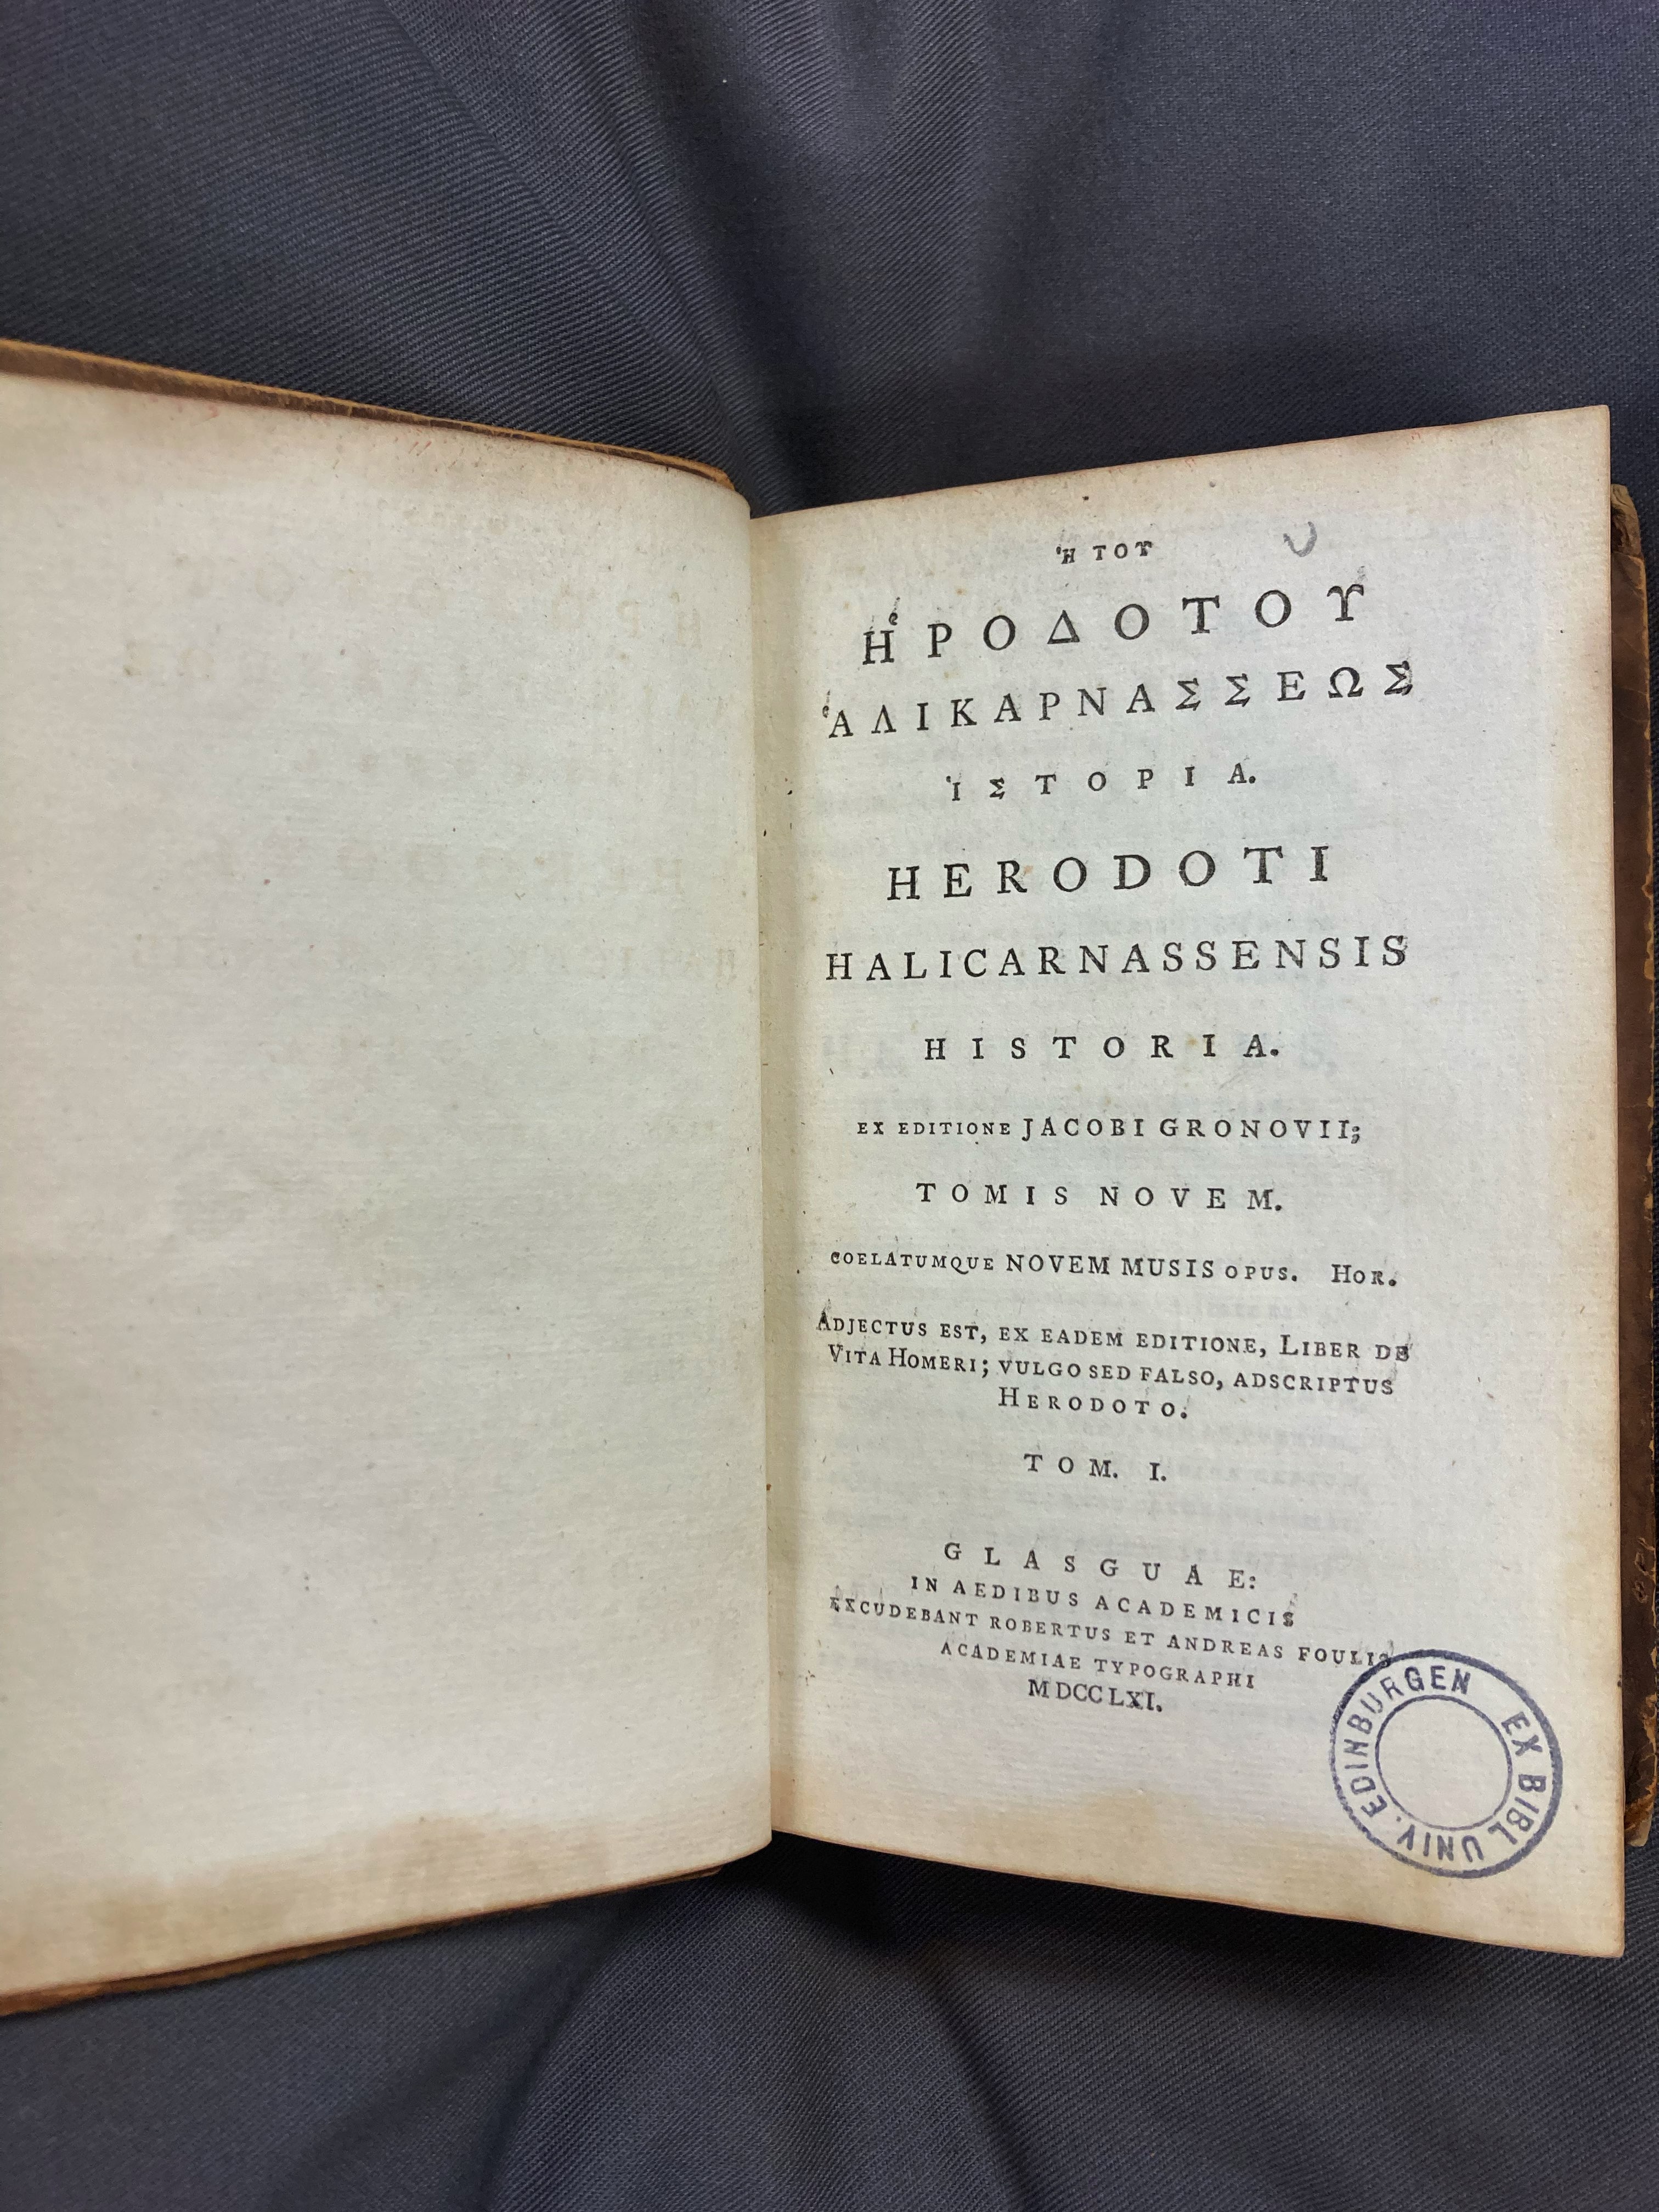 Ἡ ΤΟΥ
ἩΡΟΔΟΤΟΥ
ἉΛΙΚΑΡΝΑΣΣΕΩΣ
ἹΣΤΟΡΙΑ.
HERODOTI
HALICARNASSENSIS
HISTORIA.
EX EDITIONE JACOBI GRONOVII;
TOMIS NOVEM.
COELATUMQUE NOVEM MUSIS OPUS. HOR.
ADJECTUS EST, EX EADEM EDITIONE, LIBER DE
VITA HOMERI; VULGO SED FALSO, ADSCRIPTUS
HERODOTO.
TOM. I.
GLASGUAE:
IN AEDIBUS ACADEMICIS
EXCUDEBANT ROBERTUS ET ANDREAS FOULIS
ACADEMIAE TYPOGRAPHI
MDCCLXI.
EX BIBL UNIV. EDINBURGEN